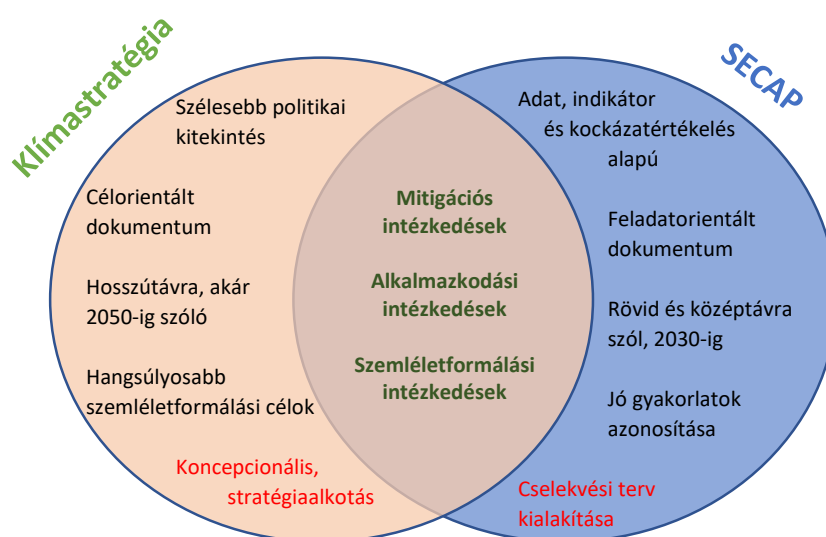 Klímastratégia
Szélesebb politikai
kitekintés
Célorientált
dokumentum
Hosszútávra, akár
2050-ig szóló
Hangsúlyosabb
szemléletformálási célok
Koncepcionális,
stratégiaalkotás
Mitigációs
intézkedések
Alkalmazkodási
intézkedések
Szemléletformálási
intézkedések
SECAP
Adat, indikátor
és kockázatértékelés
alapú
Feladatorientált
dokumentum
Rövid és középtávra
szól, 2030-ig
Jó gyakorlatok
azonosítása
Cselekvési terv
kialakítása